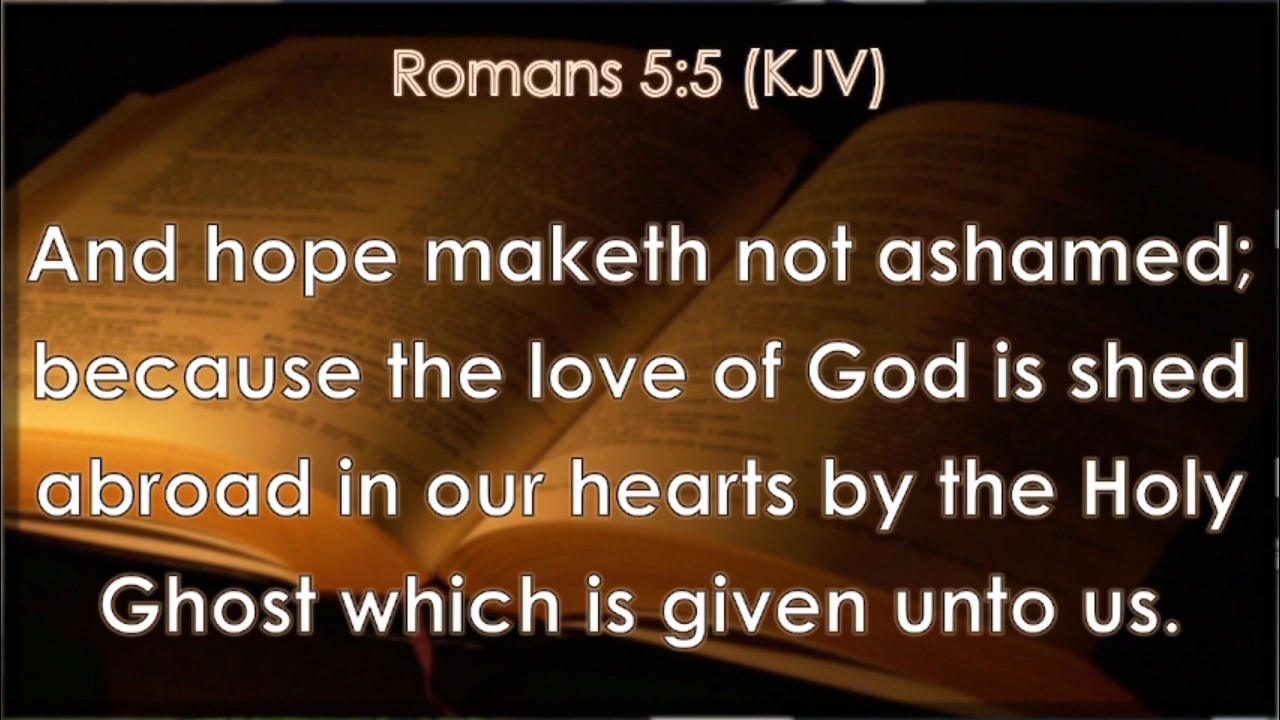 Romans 5:5 (KJV)
And hope maketh not ashamed;
because the love of God is shed
abroad in our hearts by the Holy
Ghost which is given unto us.